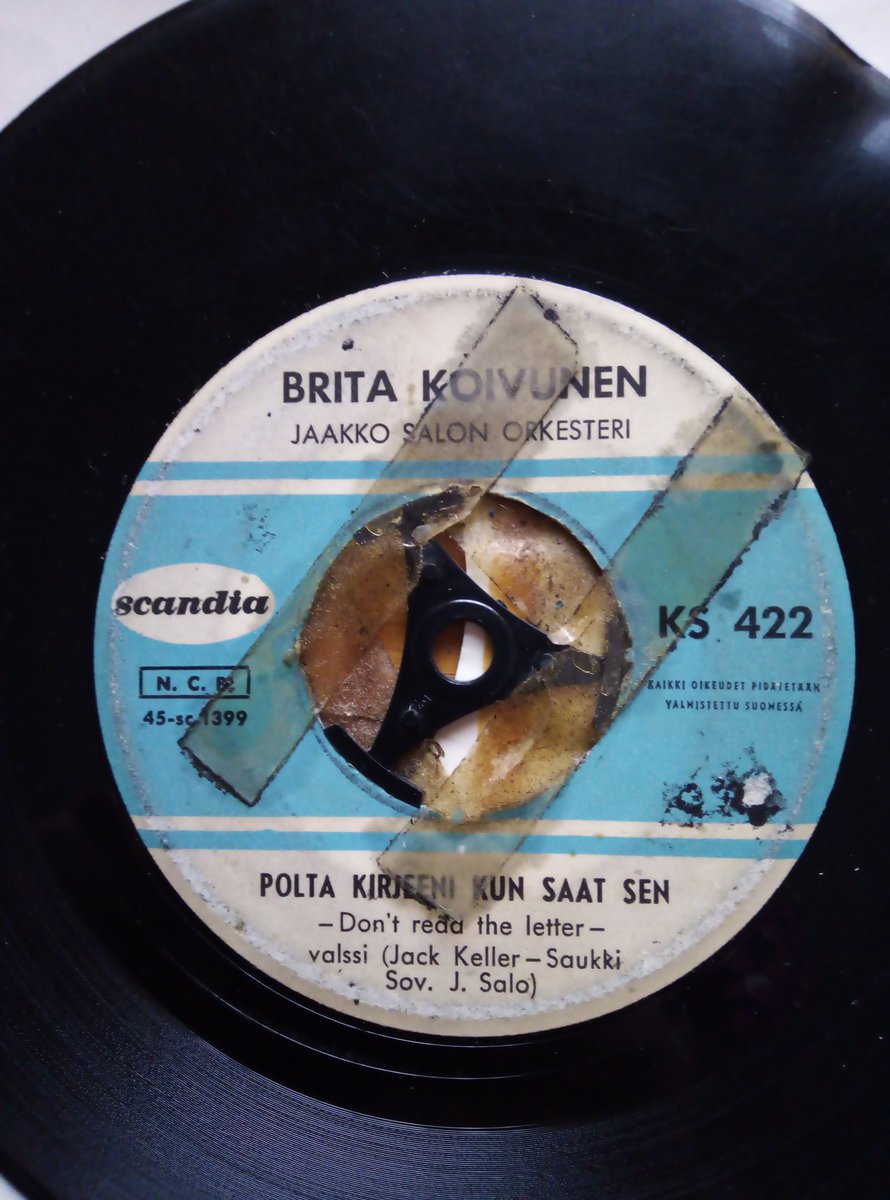 BRITA KOIVUNEN
JAAKKO SALON ORKESTERI
scandia
N. C. B.
45-sc 1399
KS 422
KAIKKI OIKEUDET PIDÄTETÄÄN
VALMISTETTU SUOMESSA
POLTA KIRJEENI KUN SAAT SEN
–Don't read the letter–
valssi (Jack Keller–Saukki
Sov. J. Salo)